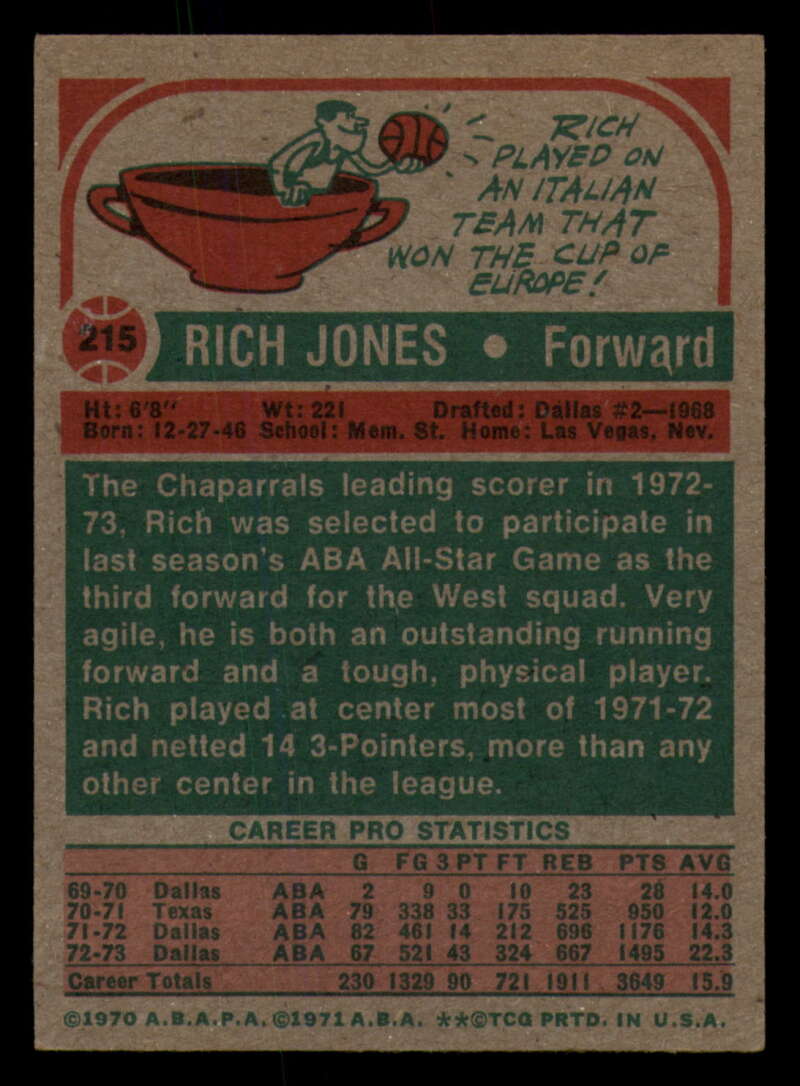 RICH
PLAYED ON
AN ITALIAN
TEAM THAT
WON THE CUP OF
EUROPE!
215 RICH JONES • Forward
Ht: 6'8" Wt: 221 Drafted: Dallas #2—1968
Born: 12-27-46 School: Mem. St. Home: Las Vegas, Nev.
The Chaparrals leading scorer in 1972-
73, Rich was selected to participate in
last season's ABA All-Star Game as the
third forward for the West squad. Very
agile, he is both an outstanding running
forward and a tough, physical player.
Rich played at center most of 1971-72
and netted 14 3-Pointers, more than any
other center in the league.
CAREER PRO STATISTICS
G FG 3 PT FT REB PTS AVG
69-70 Dallas ABA 2 9 0 10 23 28 14.0
70-71 Texas ABA 79 338 33 175 525 950 12.0
71-72 Dallas ABA 82 461 14 212 696 1176 14.3
72-73 Dallas ABA 67 521 43 324 667 1495 22.3
Career Totals 230 1329 90 721 1911 3649 15.9
©1970 A.B.A.P.A. ©1971 A.B.A. **©TCG PRTD. IN U.S.A.